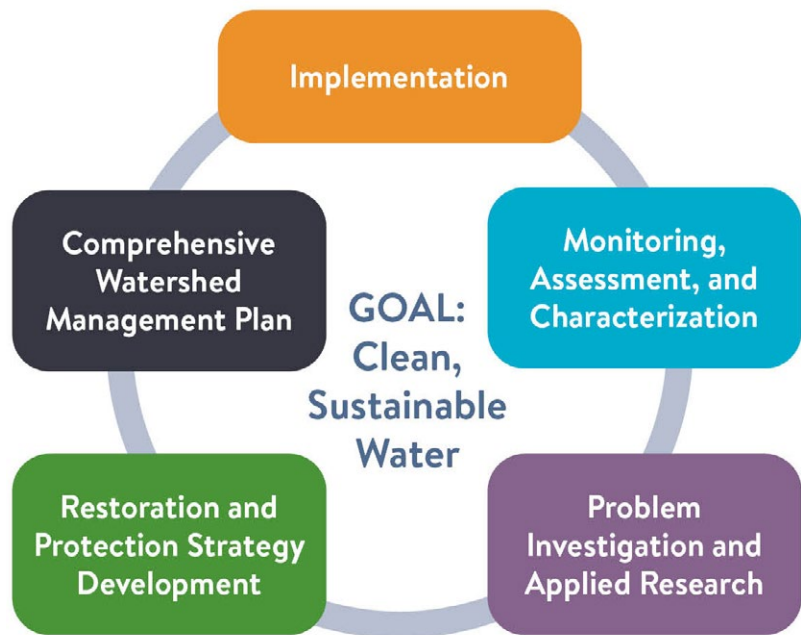 Implementation
Monitoring,
Assessment, and
Characterization
Problem
Investigation and
Applied Research
Restoration and
Protection Strategy
Development
Comprehensive
Watershed
Management Plan
GOAL:
Clean,
Sustainable
Water